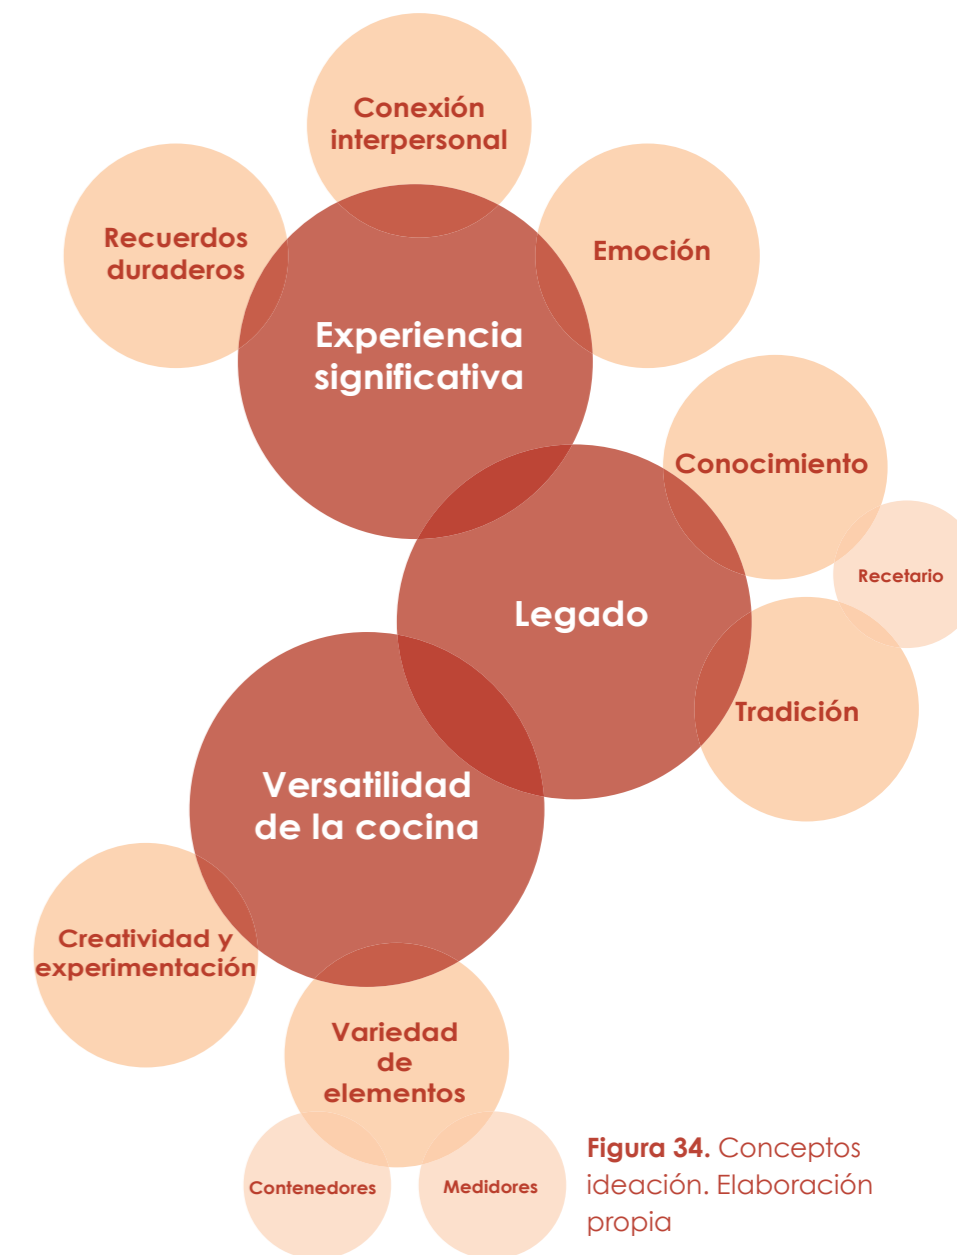 Conexión
interpersonal
Recuerdos
duraderos
Emoción
Experiencia
significativa
Conocimiento
Recetario
Legado
Tradición
Versatilidad
de la cocina
Creatividad y
experimentación
Variedad
de
elementos
Contenedores
Medidores
Figura 34. Conceptos
ideación. Elaboración
propia